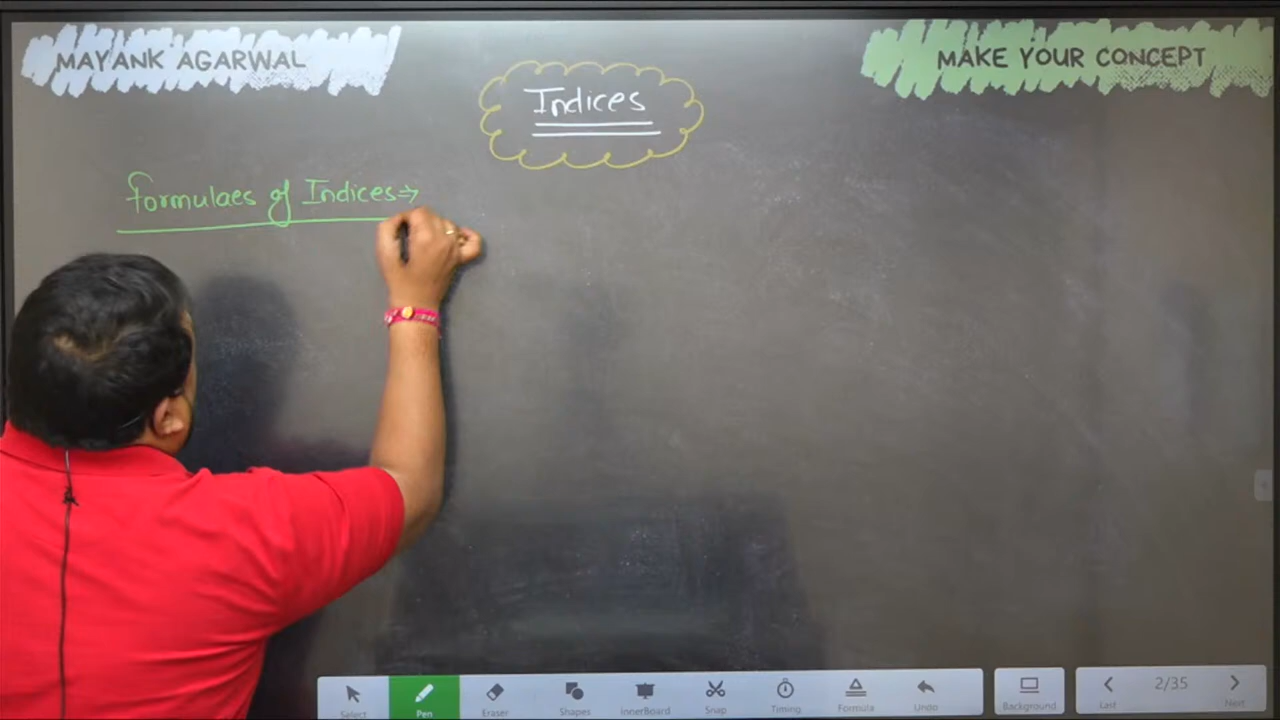 MAYANK AGARWAL
MAKE YOUR CONCEPT
Indices
formulaes of Indices⇒
Select
Pen
Eraser
Shapes
InnerBoard
Snap
Timing
Formula
Undo
Background
Last
2/35
Next